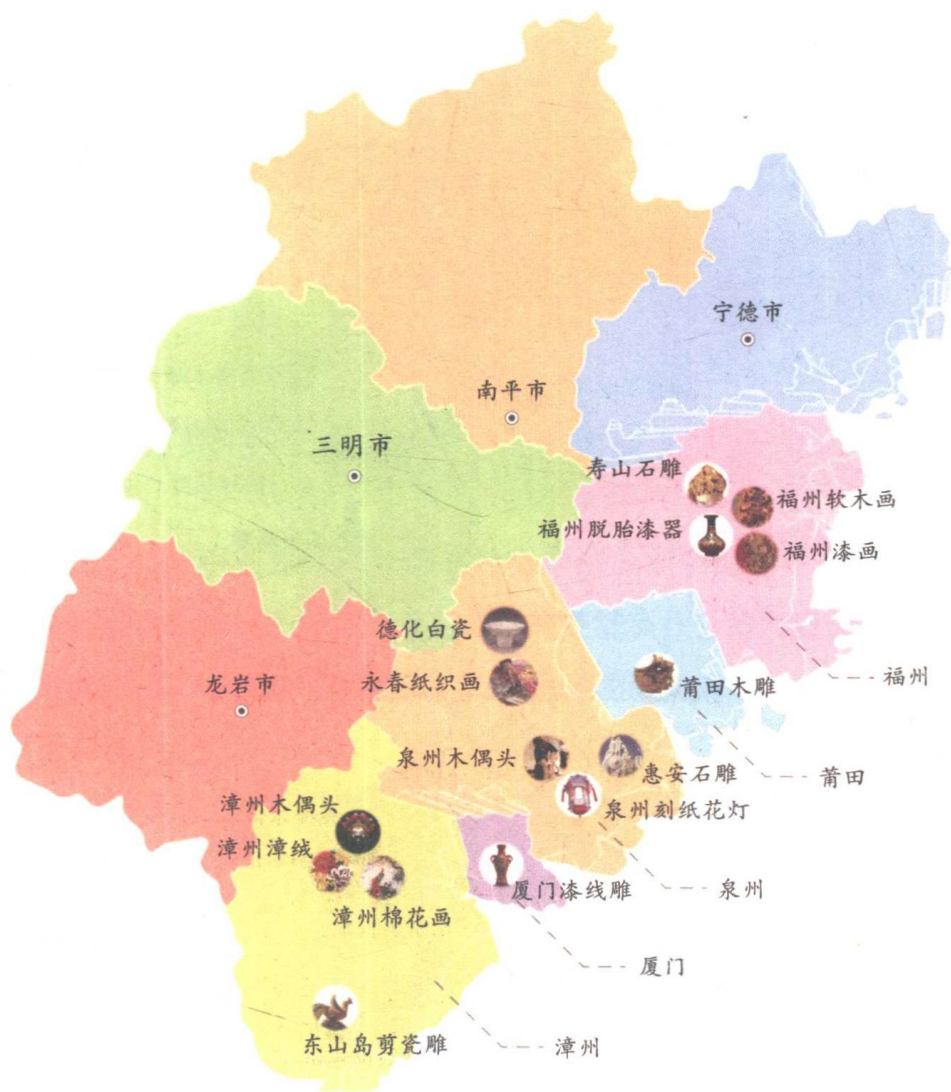 宁德市
南平市
三明市
寿山石雕
福州软木画
福州脱胎漆器
福州漆画
德化白瓷
福州
龙岩市
永春纸织画
莆田木雕
泉州木偶头
惠安石雕
莆田
漳州木偶头
泉州刻纸花灯
漳州漳绒
厦门漆线雕
泉州
漳州棉花画
厦门
东山岛剪瓷雕
漳州